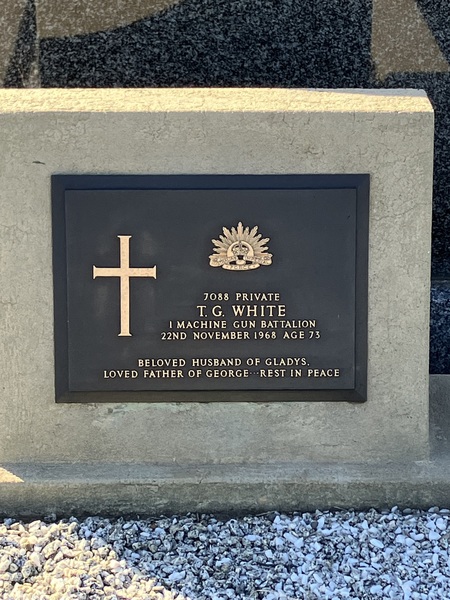 7088 PRIVATE
T. G. WHITE
1 MACHINE GUN BATTALION
22ND NOVEMBER 1968 AGE 73
BELOVED HUSBAND OF GLADYS.
LOVED FATHER OF GEORGE···REST IN PEACE